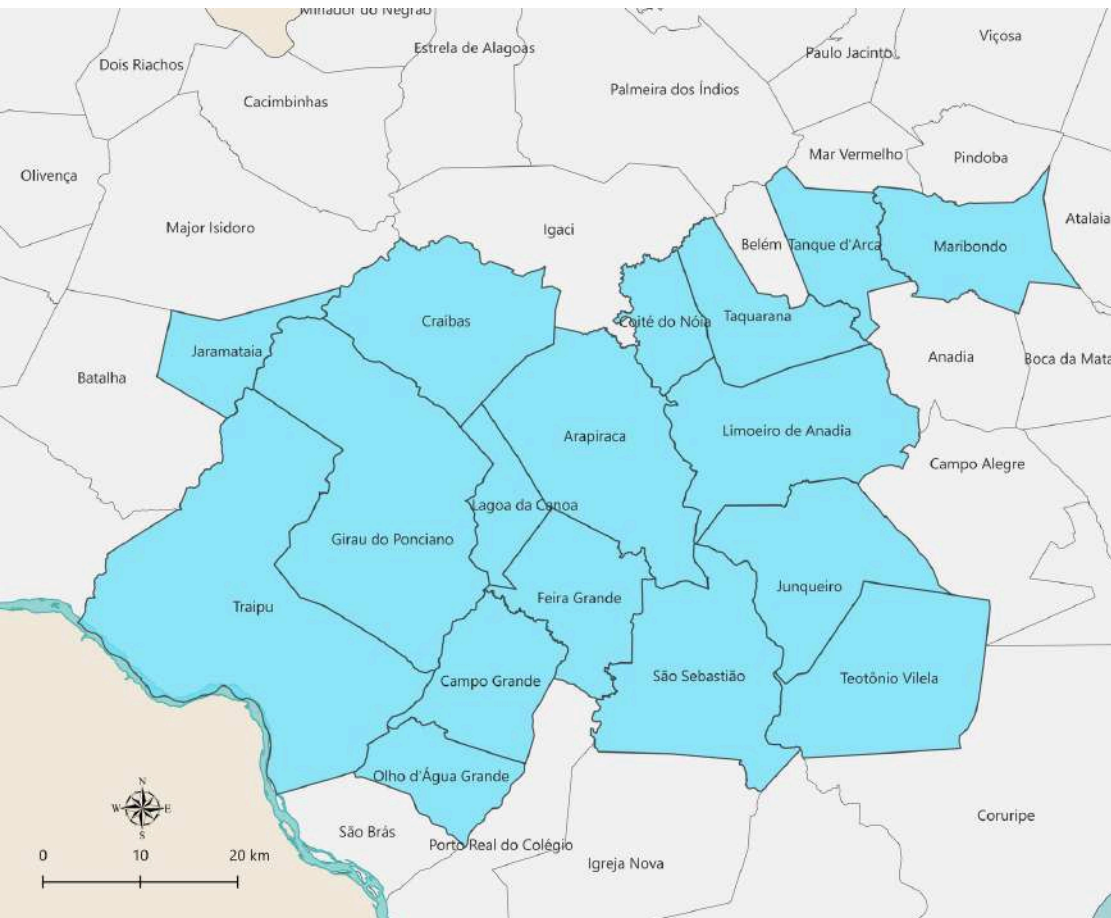 Minador do Negrão
Estrela de Alagoas
Paulo Jacinto
Viçosa
Dois Riachos
Cacimbinhas
Palmeira dos Índios
Mar Vermelho
Pindoba
Olivença
Major Isidoro
Igaci
Belém
Tanque d'Arca
Maribondo
Atalaia
Craíbas
Coité do Nóia
Taquarana
Jaramataia
Batalha
Anadia
Boca da Mata
Arapiraca
Limoeiro de Anadia
Campo Alegre
Lagoa da Canoa
Girau do Ponciano
Traipu
Feira Grande
Junqueiro
Campo Grande
São Sebastião
Teotônio Vilela
Olho d'Água Grande
São Brás
Porto Real do Colégio
Igreja Nova
Coruripe
N
W E
S
0 10 20 km